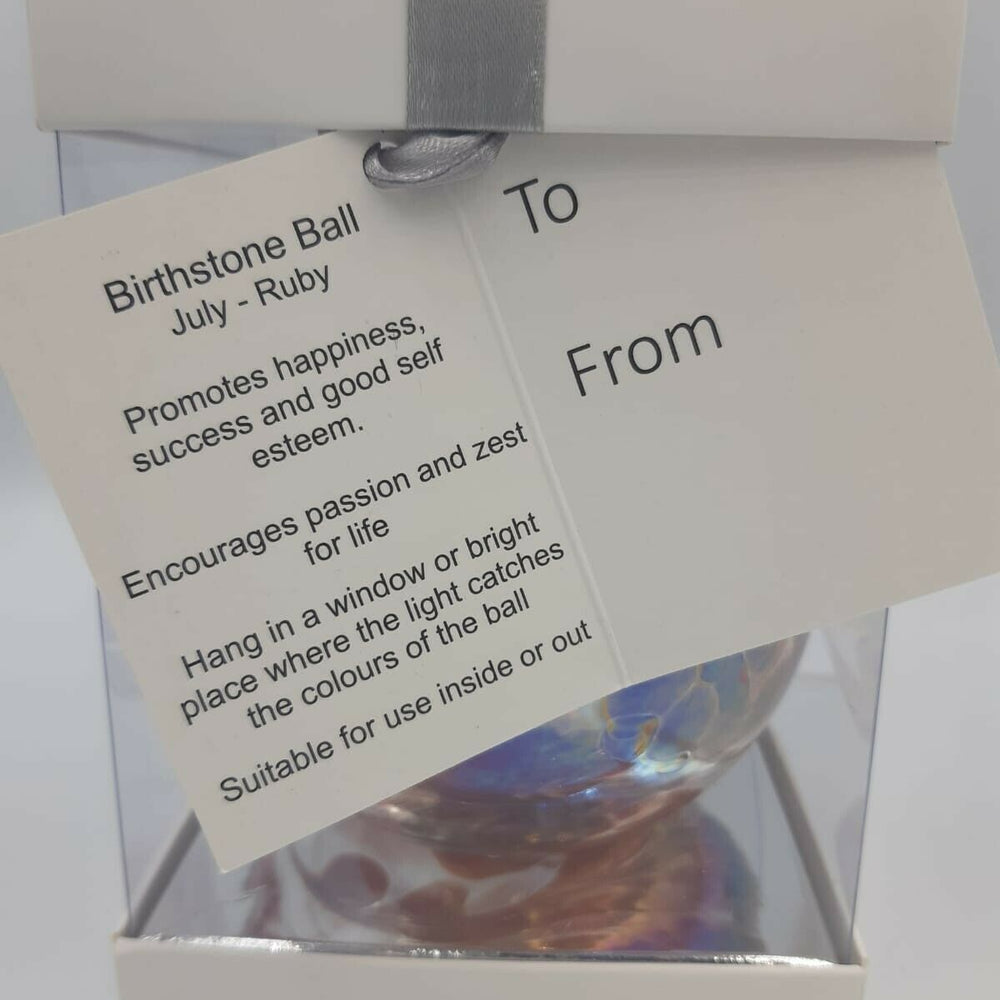 Birthstone Ball
July - Ruby
Promotes happiness,
success and good self
esteem.
Encourages passion and zest
for life
Hang in a window or bright
place where the light catches
the colours of the ball
Suitable for use inside or out
To
From